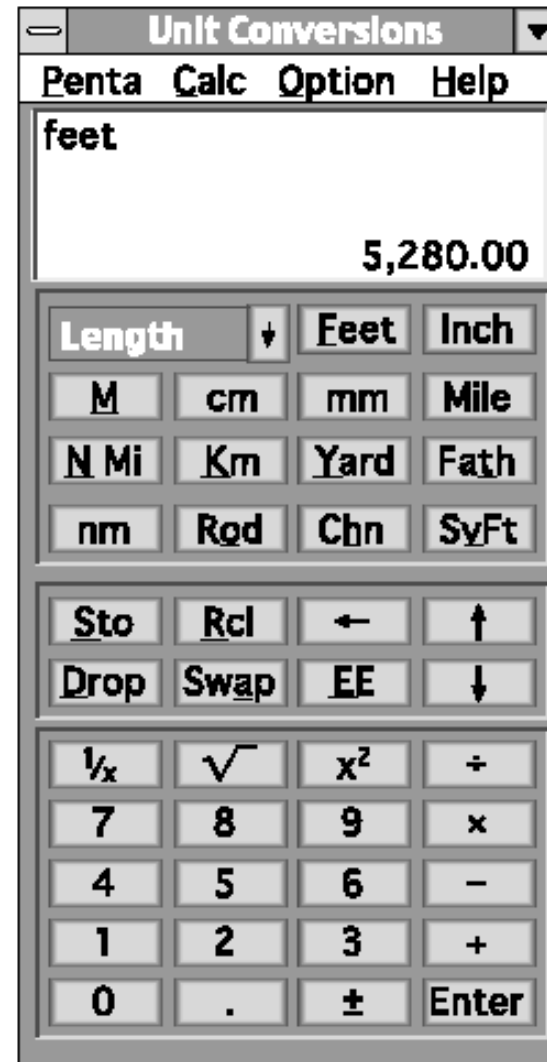 Unit Conversions
Penta Calc Option Help
feet
5,280.00
Length Feet Inch
M cm mm Mile
N Mi Km Yard Fath
nm Rod Chn SvFt
Sto Rcl ← ↑
Drop Swap EE ↓
1/x √ x² ÷
7 8 9 ×
4 5 6 −
1 2 3 +
0 . ± Enter